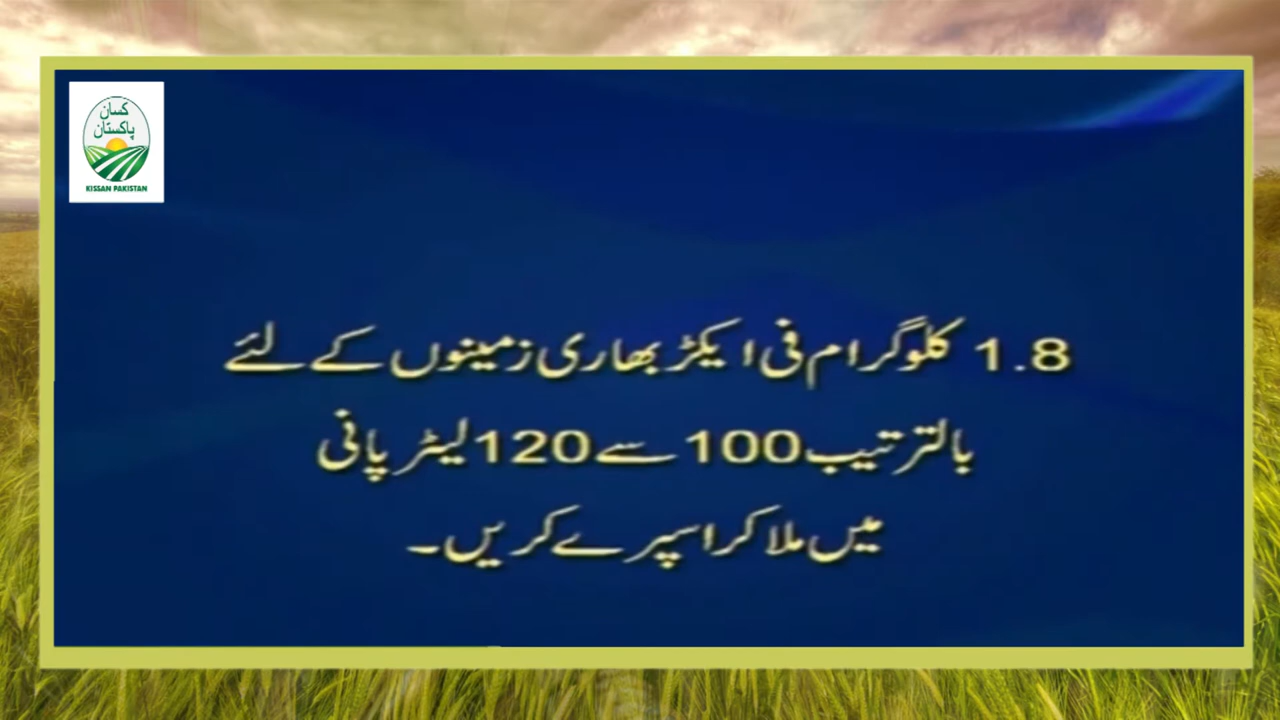 کسان
پاکستان
KISSAN PAKISTAN
1.8 کلوگرام فی ایکڑ بھاری زمینوں کے لئے
بالترتیب 100 سے 120 لیٹر پانی
میں ملا کر اسپرے کریں۔